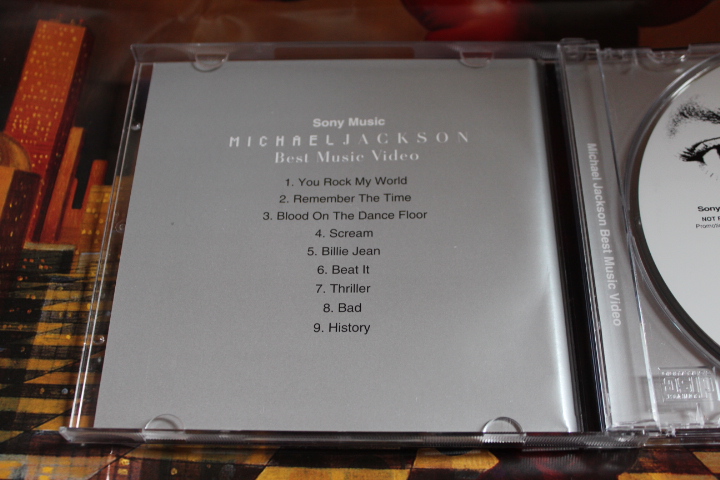 Sony Music
MICHAEL JACKSON
Best Music Video
1. You Rock My World
2. Remember The Time
3. Blood On The Dance Floor
4. Scream
5. Billie Jean
6. Beat It
7. Thriller
8. Bad
9. History
Michael Jackson Best Music Video
Sony
NOT